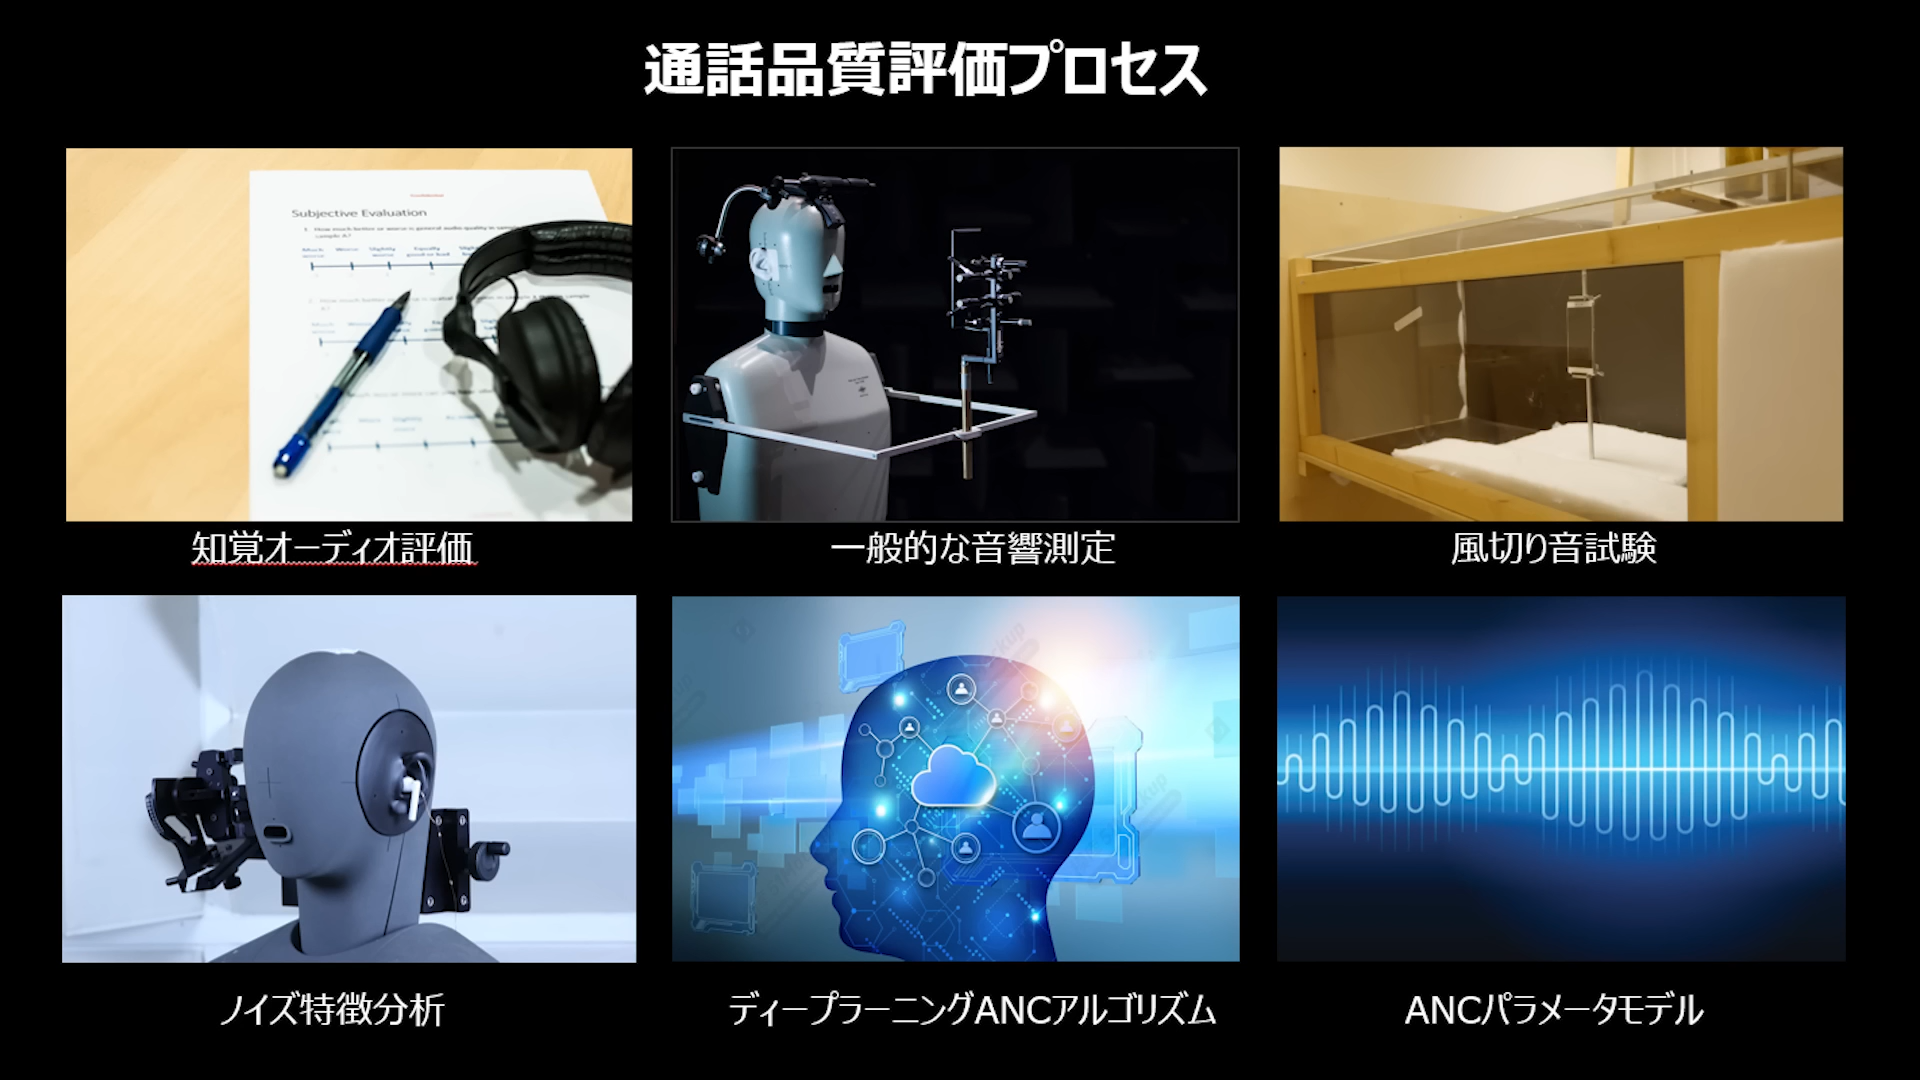 通話品質評価プロセス
Subjective Evaluation
知覚オーディオ評価
一般的な音響測定
風切り音試験
ノイズ特徴分析
ディープラーニングANCアルゴリズム
ANCパラメータモデル